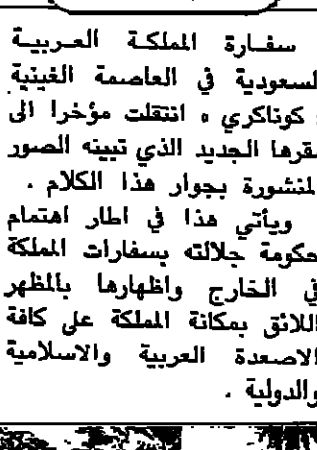 سفارة المملكة العربية
السعودية في العاصمة الغينية
« كوناكري » انتقلت مؤخرا الى
مقرها الجديد الذي تبينه الصور
المنشورة بجوار هذا الكلام .
ويأتي هذا في اطار اهتمام
حكومة جلالته بسفارات المملكة
في الخارج واظهارها بالمظهر
اللائق بمكانة المملكة على كافة
الاصعدة العربية والاسلامية
والدولية .